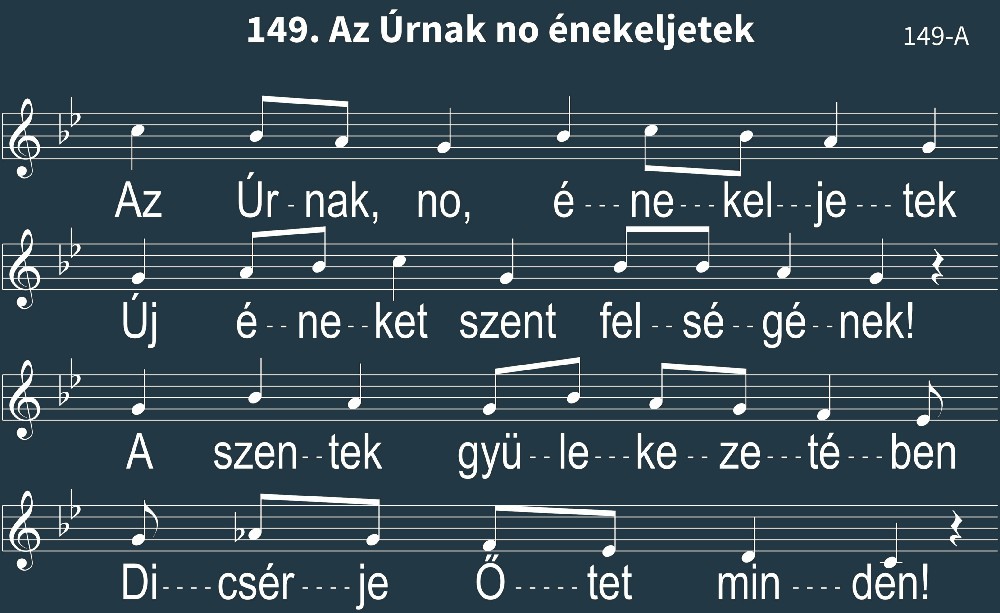 149. Az Úrnak no énekeljetek
149-A
Az Úr - nak, no, é - - - ne - - - kel - - - je - - - tek
Új é - - ne - - ket szent fel - - sé - - gé - - nek!
A szen - - tek gyü - - le - - - ke - - - ze - - - té - - - ben
Di - - - - csér - - - - je Ő - - - - - tet min - - - - den!